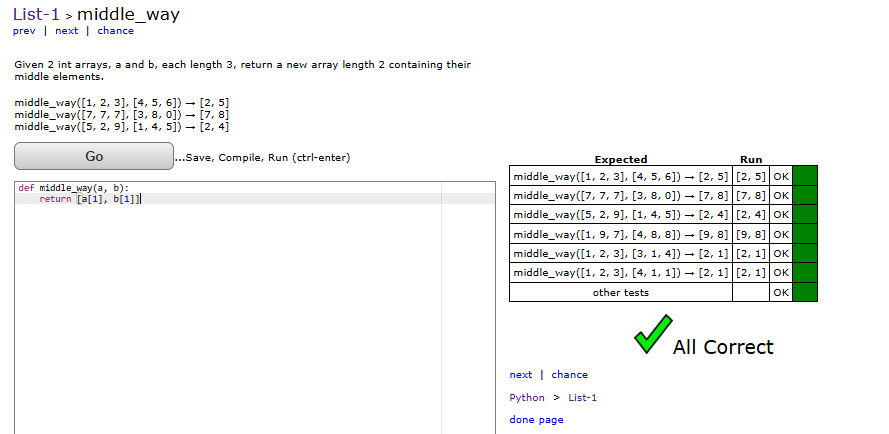 List-1 > middle_way
prev | next | chance
Given 2 int arrays, a and b, each length 3, return a new array length 2 containing their
middle elements.
middle_way([1, 2, 3], [4, 5, 6]) → [2, 5]
middle_way([7, 7, 7], [3, 8, 0]) → [7, 8]
middle_way([5, 2, 9], [1, 4, 5]) → [2, 4]
Go ...Save, Compile, Run (ctrl-enter)
def middle_way(a, b):
    return [a[1], b[1]]
Expected Run
middle_way([1, 2, 3], [4, 5, 6]) → [2, 5] [2, 5] OK
middle_way([7, 7, 7], [3, 8, 0]) → [7, 8] [7, 8] OK
middle_way([5, 2, 9], [1, 4, 5]) → [2, 4] [2, 4] OK
middle_way([1, 9, 7], [4, 8, 8]) → [9, 8] [9, 8] OK
middle_way([1, 2, 3], [3, 1, 4]) → [2, 1] [2, 1] OK
middle_way([1, 2, 3], [4, 1, 1]) → [2, 1] [2, 1] OK
other tests OK
All Correct
next | chance
Python > List-1
done page